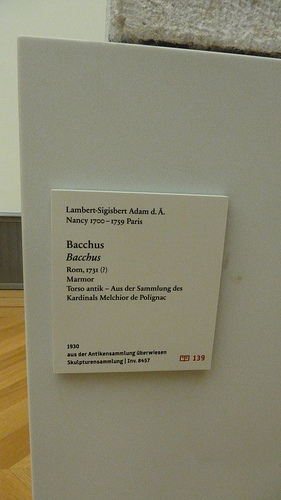 Lambert-Sigisbert Adam d. Ä.
Nancy 1700–1759 Paris
Bacchus
Bacchus
Rom, 1731 (?)
Marmor
Torso antik – Aus der Sammlung des
Kardinals Melchior de Polignac
1930
aus der Antikensammlung überwiesen
Skulpturensammlung | Inv. 8457
139